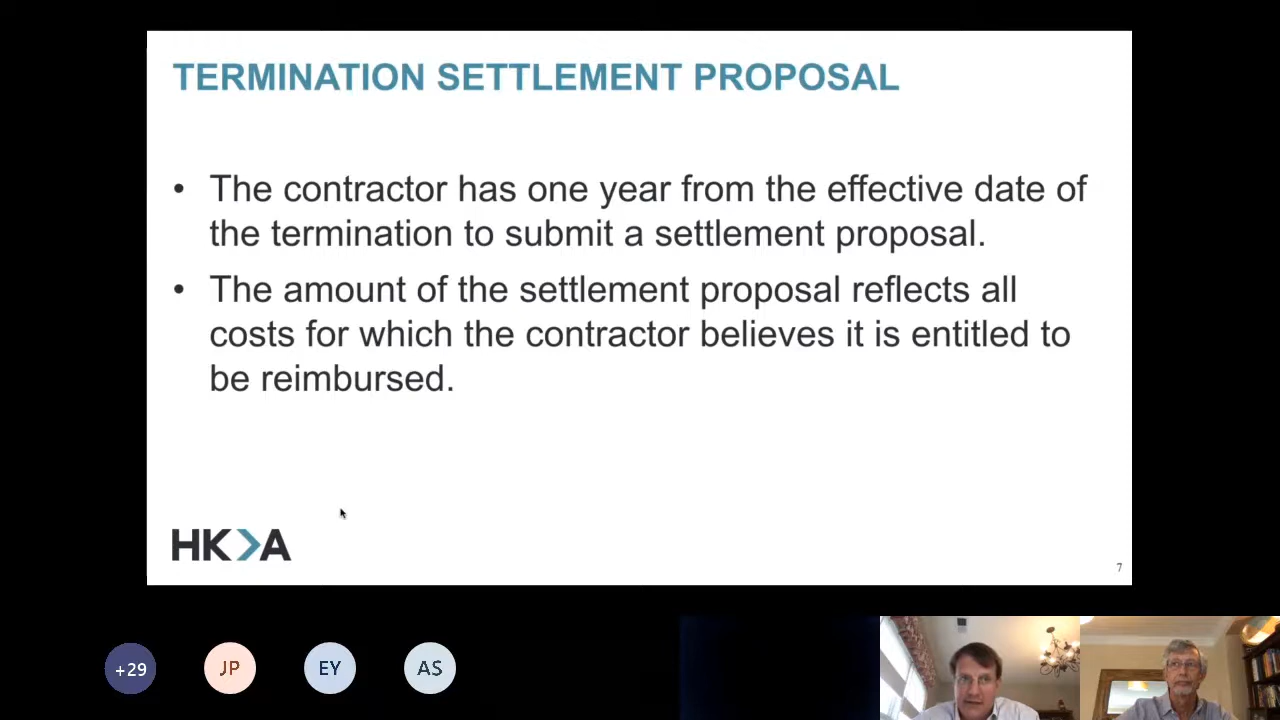 TERMINATION SETTLEMENT PROPOSAL
• The contractor has one year from the effective date of
the termination to submit a settlement proposal.
• The amount of the settlement proposal reflects all
costs for which the contractor believes it is entitled to
be reimbursed.
HKA
7
+29
JP
EY
AS